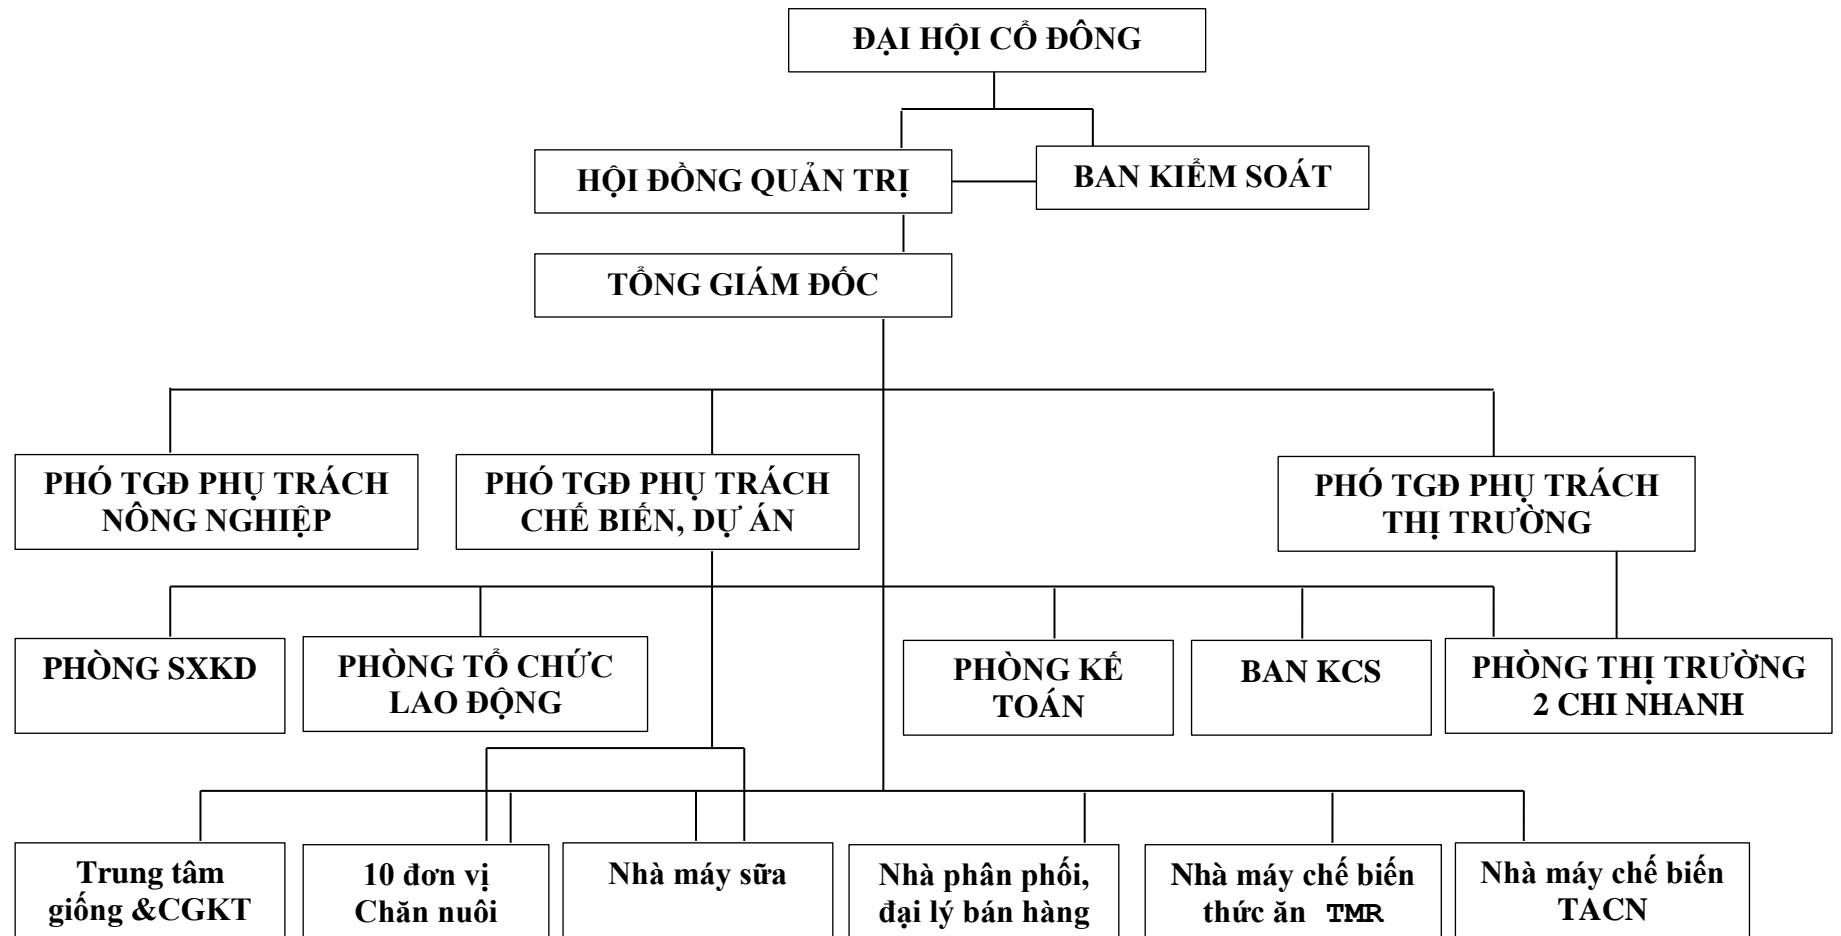 ĐẠI HỘI CỔ ĐÔNG
HỘI ĐỒNG QUẢN TRỊ
BAN KIỂM SOÁT
TỔNG GIÁM ĐỐC
PHÓ TGĐ PHỤ TRÁCH
NÔNG NGHIỆP
PHÓ TGĐ PHỤ TRÁCH
CHẾ BIẾN, DỰ ÁN
PHÓ TGĐ PHỤ TRÁCH
THỊ TRƯỜNG
PHÒNG SXKD
PHÒNG TỔ CHỨC
LAO ĐỘNG
PHÒNG KẾ
TOÁN
BAN KCS
PHÒNG THỊ TRƯỜNG
2 CHI NHANH
Trung tâm
giống &CGKT
10 đơn vị
Chăn nuôi
Nhà máy sữa
Nhà phân phối,
đại lý bán hàng
Nhà máy chế biến
thức ăn TMR
Nhà máy chế biến
TACN